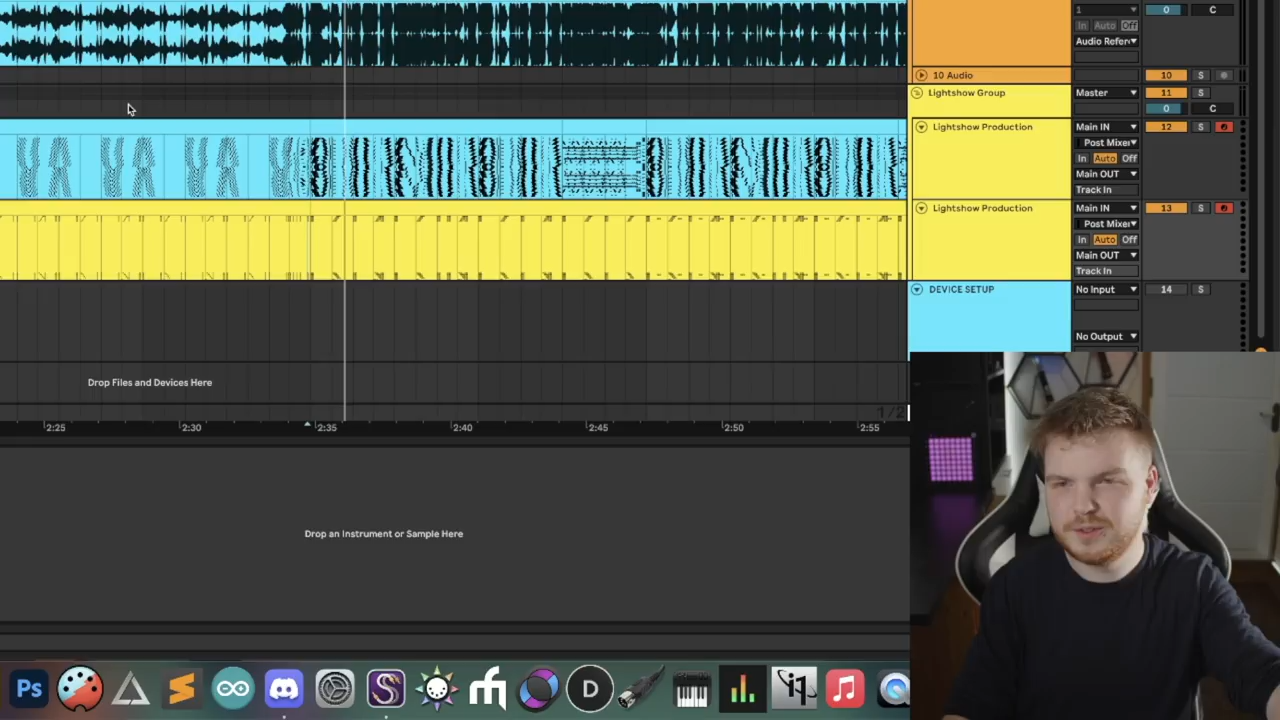 1
0 C
In Auto Off
Audio Refer
10 Audio 10 S
Lightshow Group Master 11 S
0 C
Lightshow Production Main IN 12 S
Post Mixer
In Auto Off
Main OUT
Track In
Lightshow Production Main IN 13 S
Post Mixer
In Auto Off
Main OUT
Track In
DEVICE SETUP No Input 14 S
No Output
Drop Files and Devices Here
1/2
2:25 2:30 2:35 2:40 2:45 2:50 2:55
Drop an Instrument or Sample Here
Ps
D